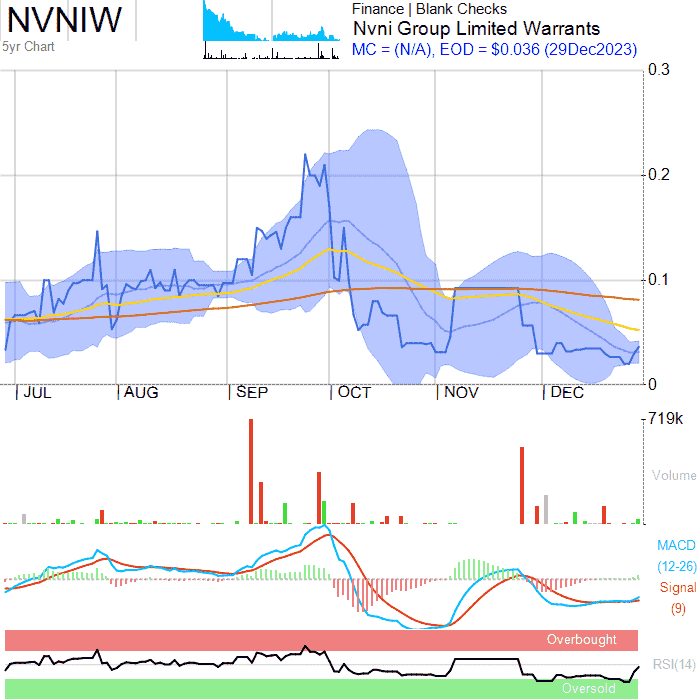 NVNIW
5yr Chart
Finance | Blank Checks
Nvni Group Limited Warrants
MC = (N/A), EOD = $0.036 (29Dec2023)
0.3
0.2
0.1
0
JUL AUG SEP OCT NOV DEC
719k
Volume
MACD
(12-26)
Signal
(9)
Overbought
RSI(14)
Oversold